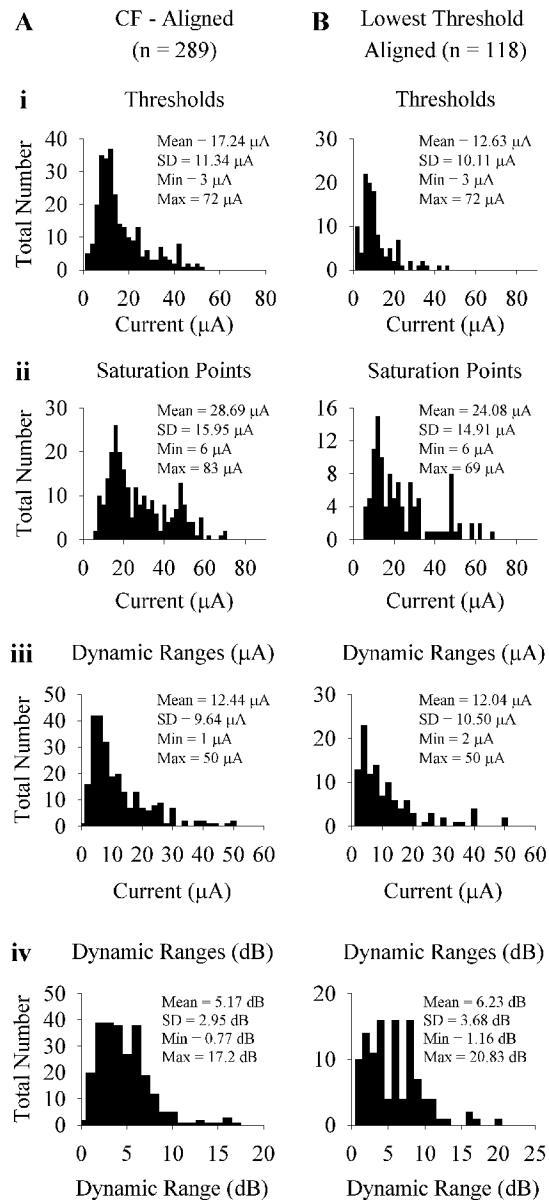 A CF - Aligned
(n = 289)
B Lowest Threshold
Aligned (n = 118)
i Thresholds
Total Number
40
30
20
10
0
Mean = 17.24 µA
SD = 11.34 µA
Min = 3 µA
Max = 72 µA
0 20 40 60 80
Current (µA)
Thresholds
30
20
10
0
Mean = 12.63 µA
SD = 10.11 µA
Min = 3 µA
Max = 72 µA
0 20 40 60 80
Current (µA)
ii Saturation Points
Total Number
30
20
10
0
Mean = 28.69 µA
SD = 15.95 µA
Min = 6 µA
Max = 83 µA
0 20 40 60 80
Current (µA)
Saturation Points
16
12
8
4
0
Mean = 24.08 µA
SD = 14.91 µA
Min = 6 µA
Max = 69 µA
0 20 40 60 80
Current (µA)
iii Dynamic Ranges (µA)
Total Number
50
40
30
20
10
0
Mean = 12.44 µA
SD = 9.64 µA
Min = 1 µA
Max = 50 µA
0 10 20 30 40 50 60
Current (µA)
Dynamic Ranges (µA)
30
20
10
0
Mean = 12.04 µA
SD = 10.50 µA
Min = 2 µA
Max = 50 µA
0 10 20 30 40 50 60
Current (µA)
iv Dynamic Ranges (dB)
Total Number
50
40
30
20
10
0
Mean = 5.17 dB
SD = 2.95 dB
Min = 0.77 dB
Max = 17.2 dB
0 5 10 15 20
Dynamic Range (dB)
Dynamic Ranges (dB)
20
10
0
Mean = 6.23 dB
SD = 3.68 dB
Min = 1.16 dB
Max = 20.83 dB
0 5 10 15 20 25
Dynamic Range (dB)